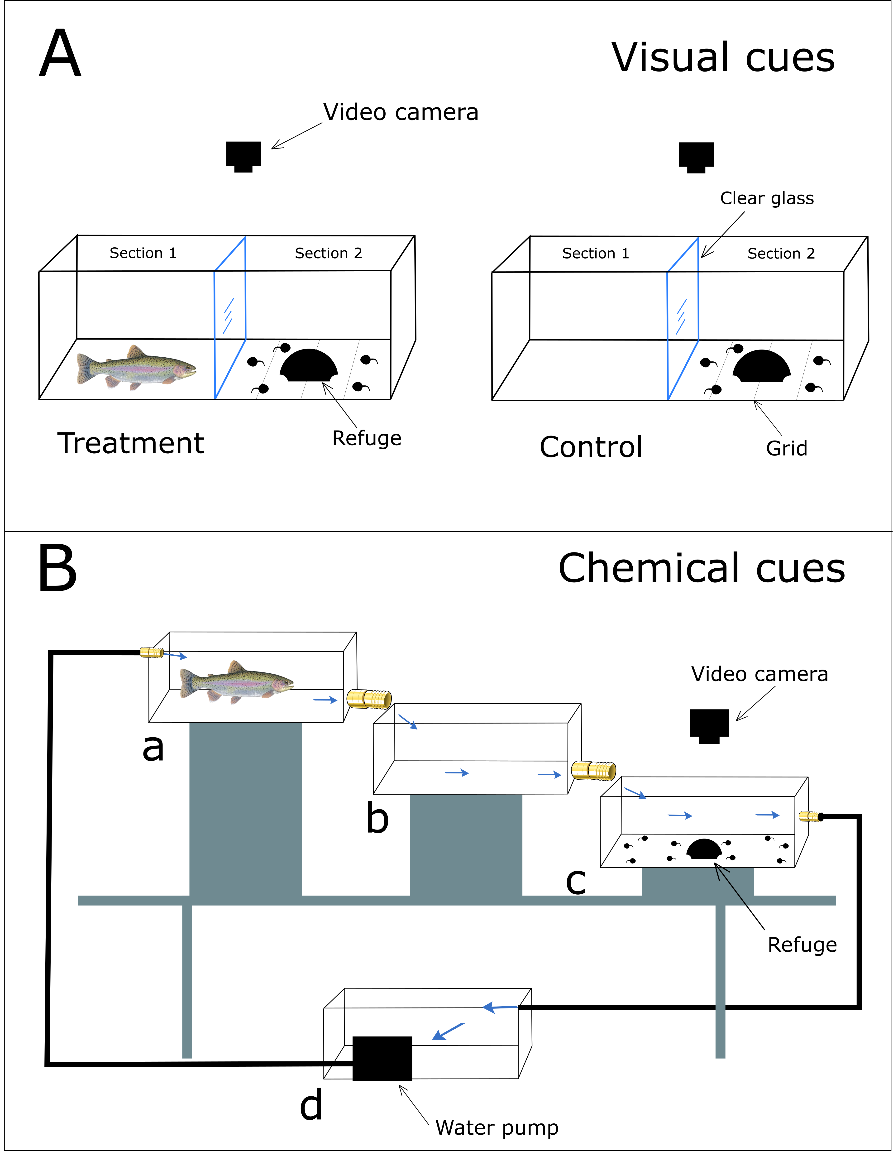 A
Visual cues
Video camera
Clear glass
Section 1
Section 2
Section 1
Section 2
Treatment
Refuge
Control
Grid
B
Chemical cues
Video camera
a
b
c
Refuge
d
Water pump